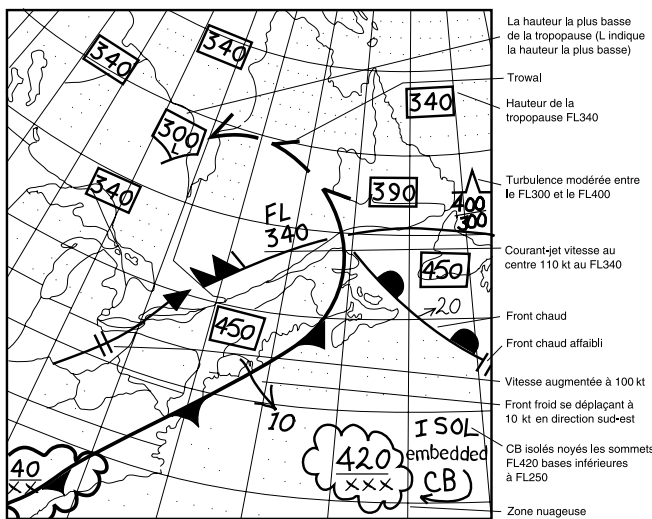 La hauteur la plus basse
de la tropopause (L indique
la hauteur la plus basse)
Trowal
Hauteur de la
tropopause FL340
Turbulence modérée entre
le FL300 et le FL400
Courant-jet vitesse au
centre 110 kt au FL340
Front chaud
Front chaud affaibli
Vitesse augmentée à 100 kt
Front froid se déplaçant à
10 kt en direction sud-est
CB isolés noyés les sommets
FL420 bases inférieures
à FL250
Zone nuageuse
340
340
340
300
L
340
390
400
300
FL
340
450
20
450
10
40
XX
420
XXX
ISOL
embedded
CB